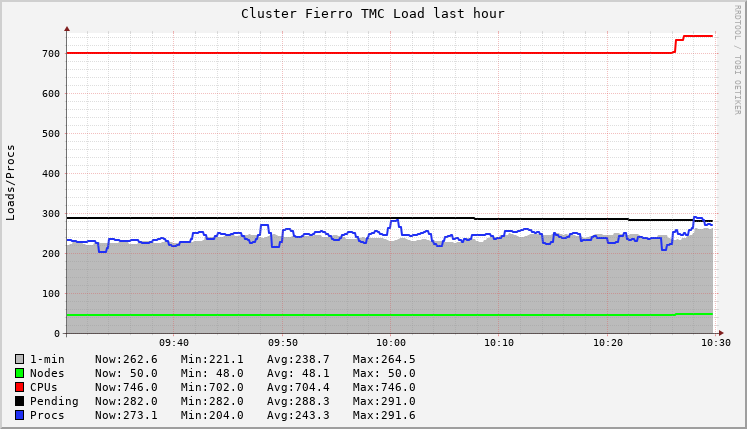 Cluster Fierro TMC Load last hour
RRDTOOL / TOBI OETIKER
Loads/Procs
700
600
500
400
300
200
100
0
09:40 09:50 10:00 10:10 10:20 10:30
1-min Now:262.6 Min:221.1 Avg:238.7 Max:264.5
Nodes Now: 50.0 Min: 48.0 Avg: 48.1 Max: 50.0
CPUs Now:746.0 Min:702.0 Avg:704.4 Max:746.0
Pending Now:282.0 Min:282.0 Avg:288.3 Max:291.0
Procs Now:273.1 Min:204.0 Avg:243.3 Max:291.6